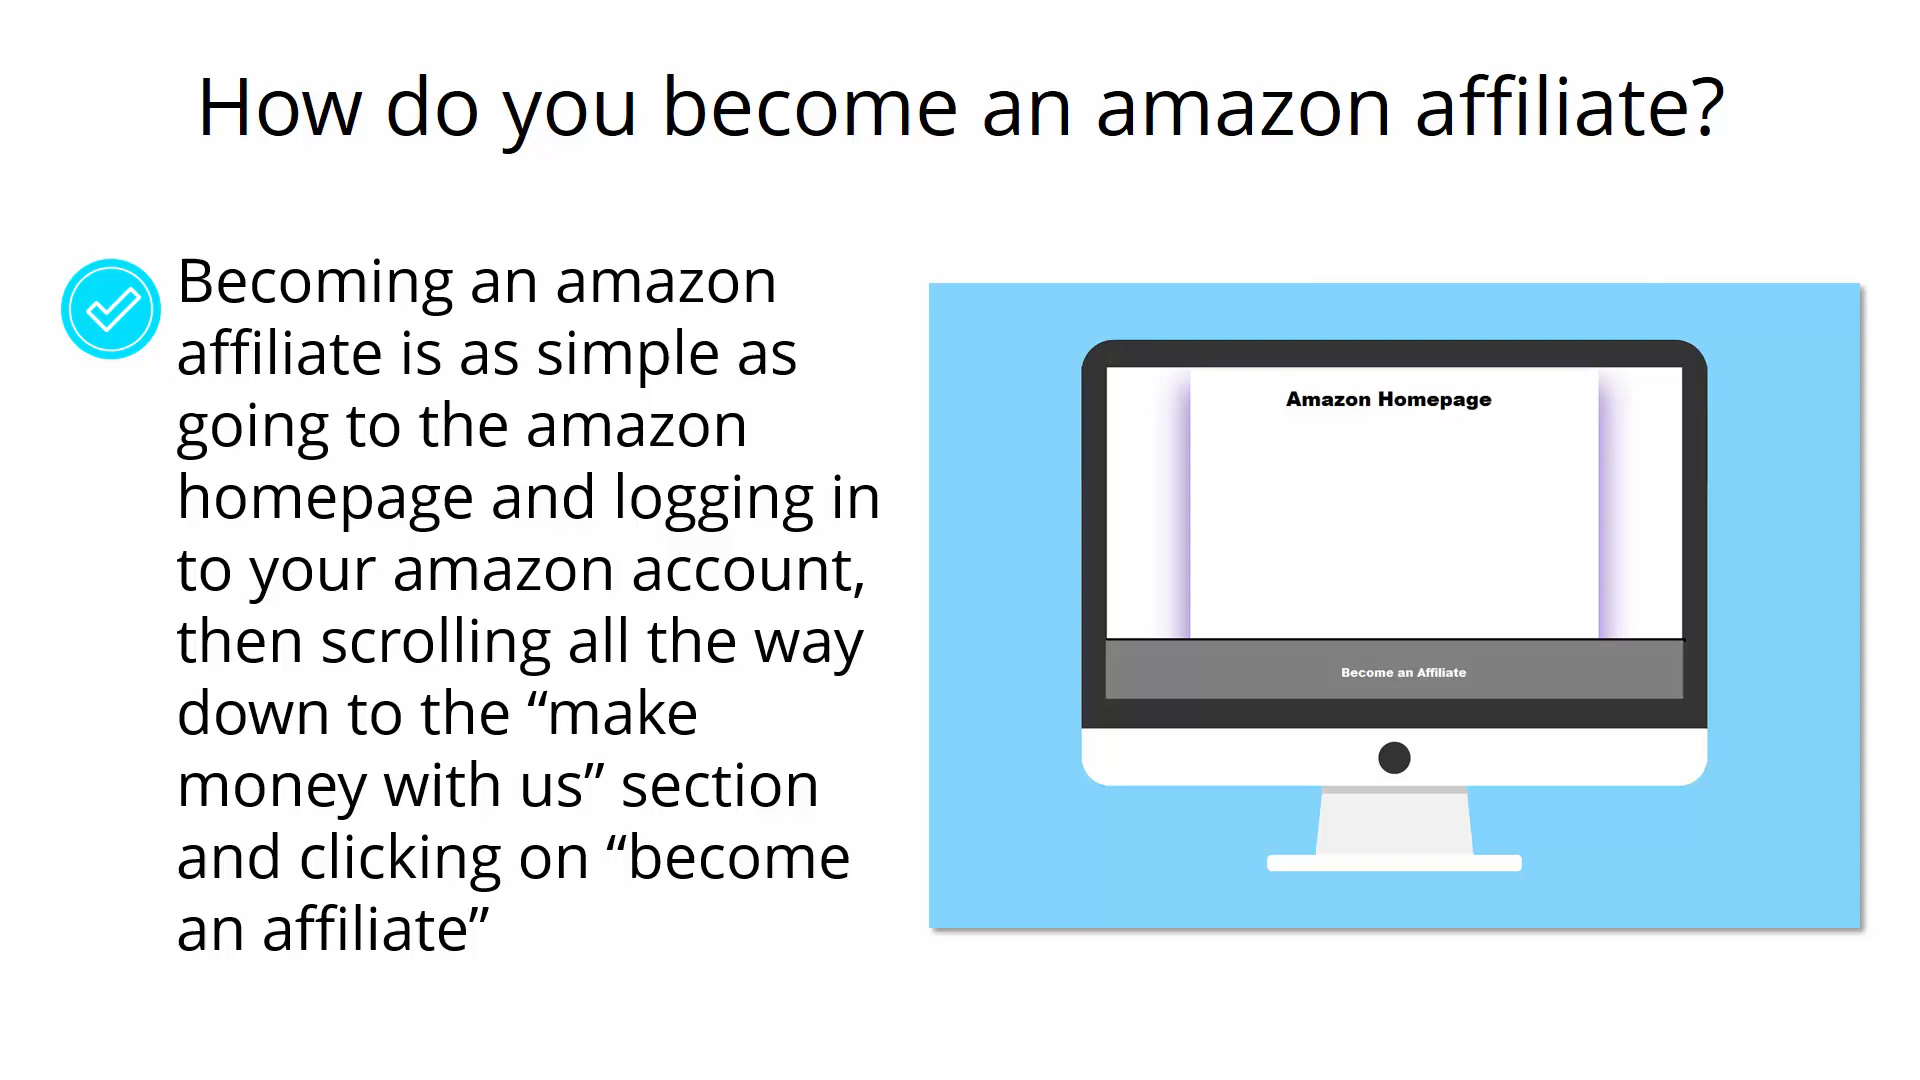 How do you become an amazon affiliate?
Becoming an amazon
affiliate is as simple as
going to the amazon
homepage and logging in
to your amazon account,
then scrolling all the way
down to the “make
money with us” section
and clicking on “become
an affiliate”
Amazon Homepage
Become an Affiliate